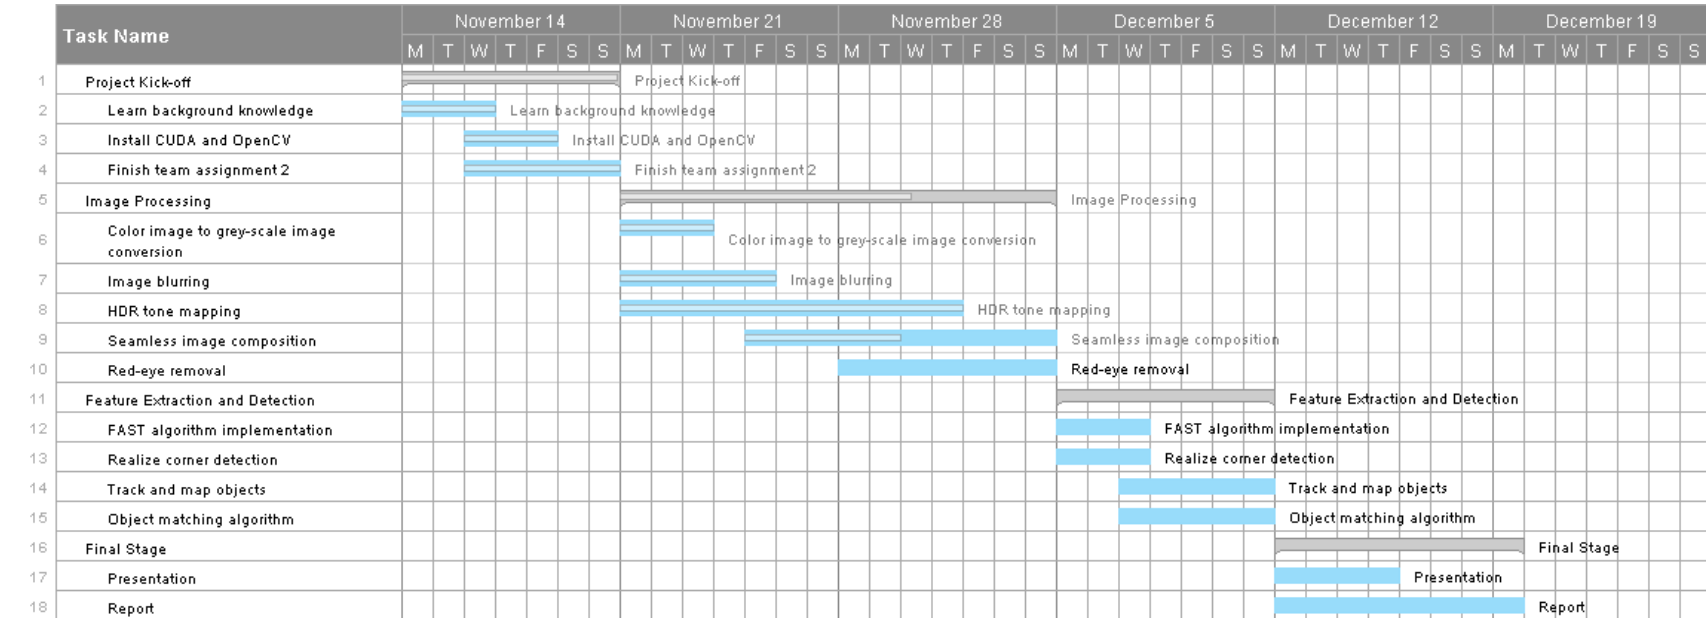 Task Name
November 14 November 21 November 28 December 5 December 12 December 19
M T W T F S S M T W T F S S M T W T F S S M T W T F S S M T W T F S S M T W T F S S
1 Project Kick-off Project Kick-off
2 Learn background knowledge Learn background knowledge
3 Install CUDA and OpenCV Install CUDA and OpenCV
4 Finish team assignment 2 Finish team assignment 2
5 Image Processing Image Processing
6 Color image to grey-scale image
conversion
Color image to grey-scale image conversion
7 Image blurring Image blurring
8 HDR tone mapping HDR tone mapping
9 Seamless image composition Seamless image composition
10 Red-eye removal Red-eye removal
11 Feature Extraction and Detection Feature Extraction and Detection
12 FAST algorithm implementation FAST algorithm implementation
13 Realize corner detection Realize corner detection
14 Track and map objects Track and map objects
15 Object matching algorithm Object matching algorithm
16 Final Stage Final Stage
17 Presentation Presentation
18 Report Report